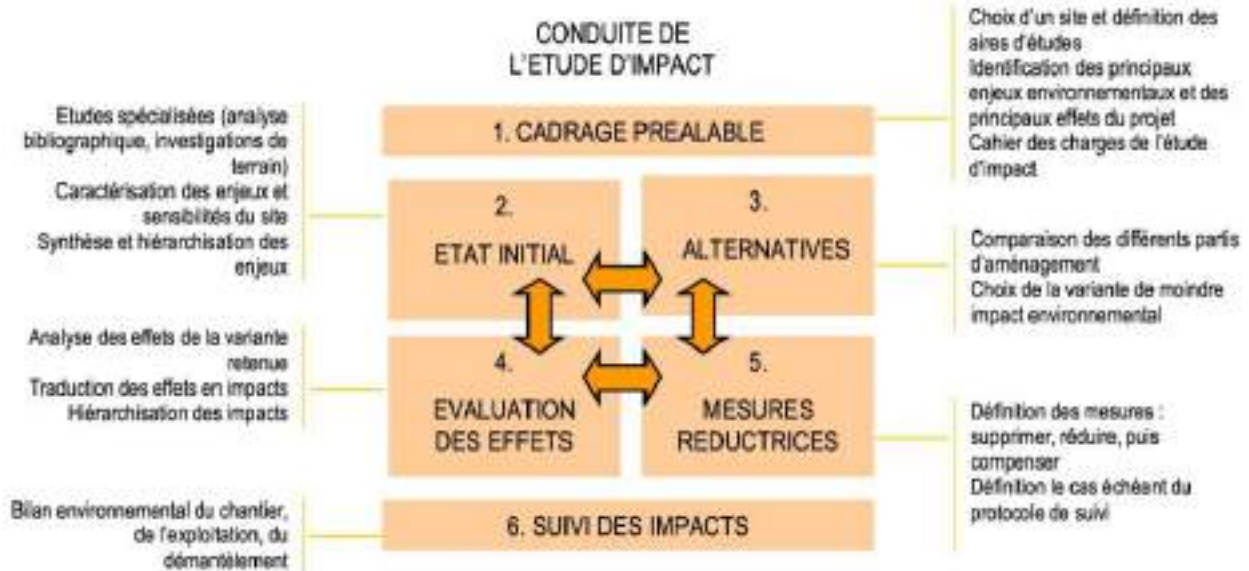 CONDUITE DE
L'ETUDE D'IMPACT
Choix d'un site et définition des
aires d'études
Identification des principaux
enjeux environnementaux et des
principaux effets du projet
Cahier des charges de l'étude
d'impact
1. CADRAGE PREALABLE
Etudes spécialisées (analyse
bibliographique, investigations de
terrain)
Caractérisation des enjeux et
sensibilités du site
Synthèse et hiérarchisation des
enjeux
2.
ETAT INITIAL
3.
ALTERNATIVES
Comparaison des différents partis
d'aménagement
Choix de la variante de moindre
impact environnemental
Analyse des effets de la variante
retenue
Traduction des effets en impacts
Hiérarchisation des impacts
4.
EVALUATION
DES EFFETS
5.
MESURES
REDUCTRICES
Définition des mesures :
supprimer, réduire, puis
compenser
Définition le cas échéant du
protocole de suivi
Bilan environnemental du chantier,
de l'exploitation, du
démantèlement
6. SUIVI DES IMPACTS